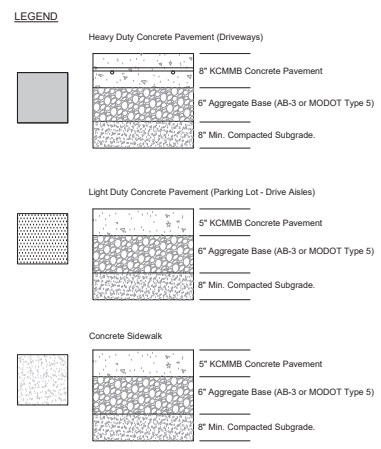 LEGEND
Heavy Duty Concrete Pavement (Driveways)
8" KCMMB Concrete Pavement
6" Aggregate Base (AB-3 or MODOT Type 5)
8" Min. Compacted Subgrade.
Light Duty Concrete Pavement (Parking Lot - Drive Aisles)
5" KCMMB Concrete Pavement
6" Aggregate Base (AB-3 or MODOT Type 5)
8" Min. Compacted Subgrade.
Concrete Sidewalk
5" KCMMB Concrete Pavement
6" Aggregate Base (AB-3 or MODOT Type 5)
8" Min. Compacted Subgrade.